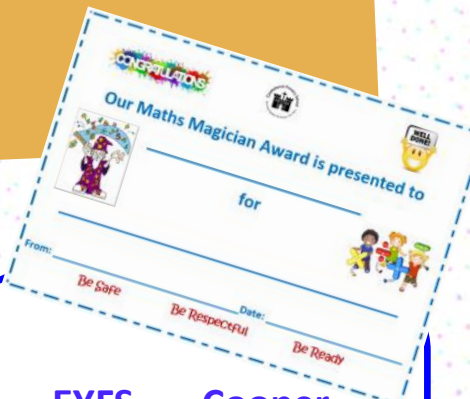 CONGRATULATIONS
WELL DONE!
Our Maths Magician Award is presented to
for
From:
Date:
Be Safe
Be Respectful
Be Ready
EYFS Cooper